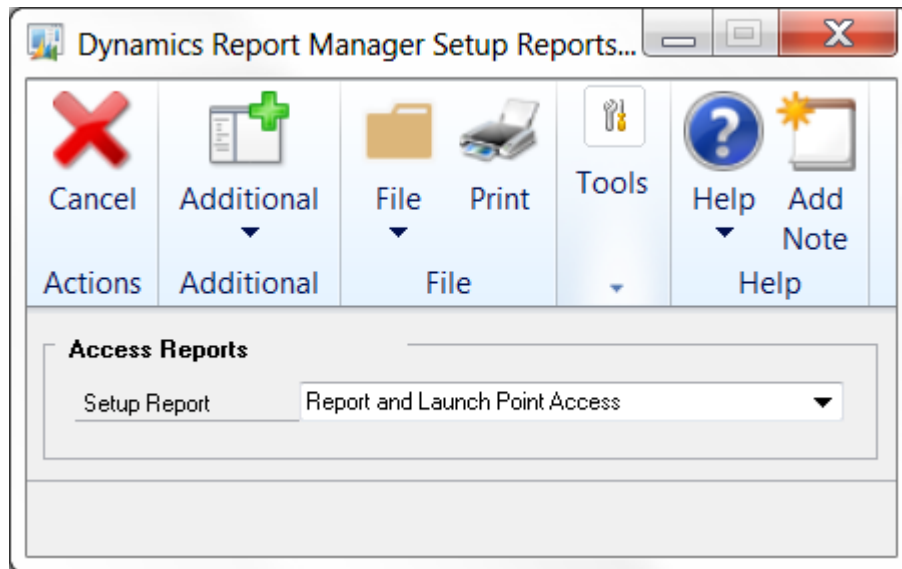 Dynamics Report Manager Setup Reports...
Cancel
Additional
File
Print
Tools
Help
Add
Note
Actions
Additional
File
Help
Access Reports
Setup Report
Report and Launch Point Access